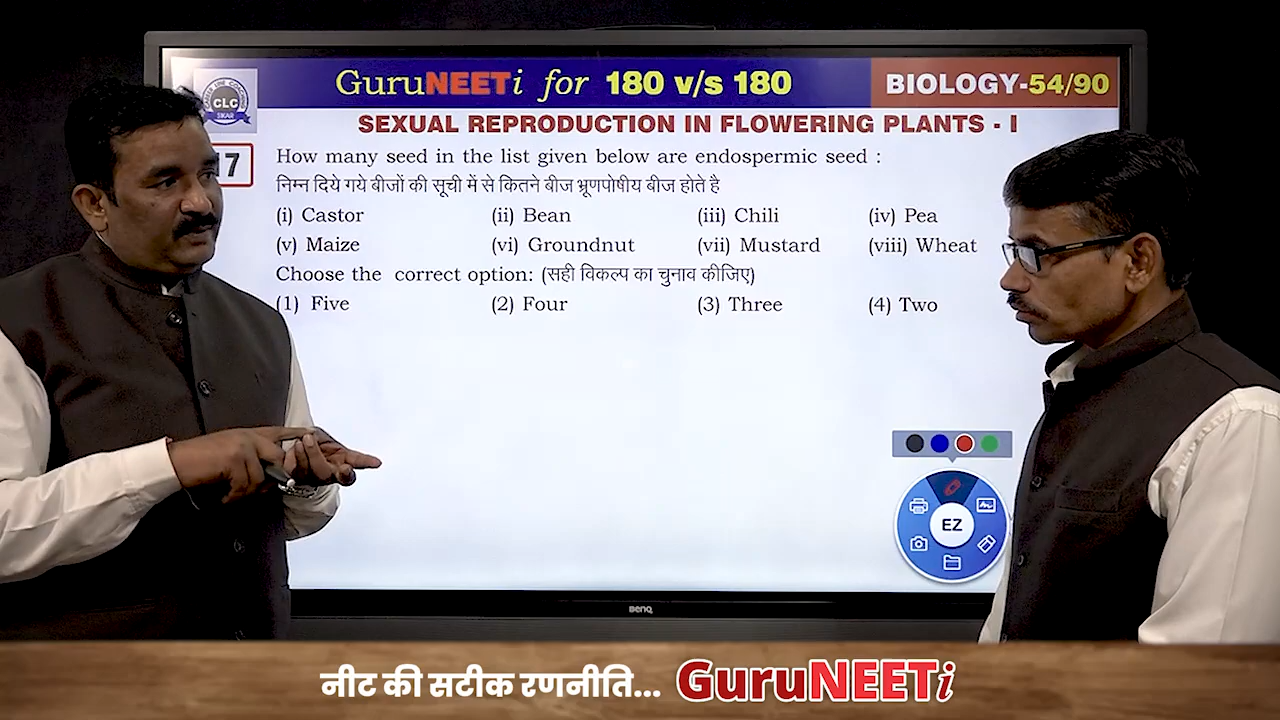 GuruNEETi for 180 v/s 180
BIOLOGY-54/90
CLC
SIKAR
SEXUAL REPRODUCTION IN FLOWERING PLANTS - I
17
How many seed in the list given below are endospermic seed :
निम्न दिये गये बीजों की सूची में से कितने बीज भ्रूणपोषीय बीज होते है
(i) Castor (ii) Bean (iii) Chili (iv) Pea
(v) Maize (vi) Groundnut (vii) Mustard (viii) Wheat
Choose the correct option: (सही विकल्प का चुनाव कीजिए)
(1) Five (2) Four (3) Three (4) Two
EZ
BenQ
नीट की सटीक रणनीति... GuruNEETi